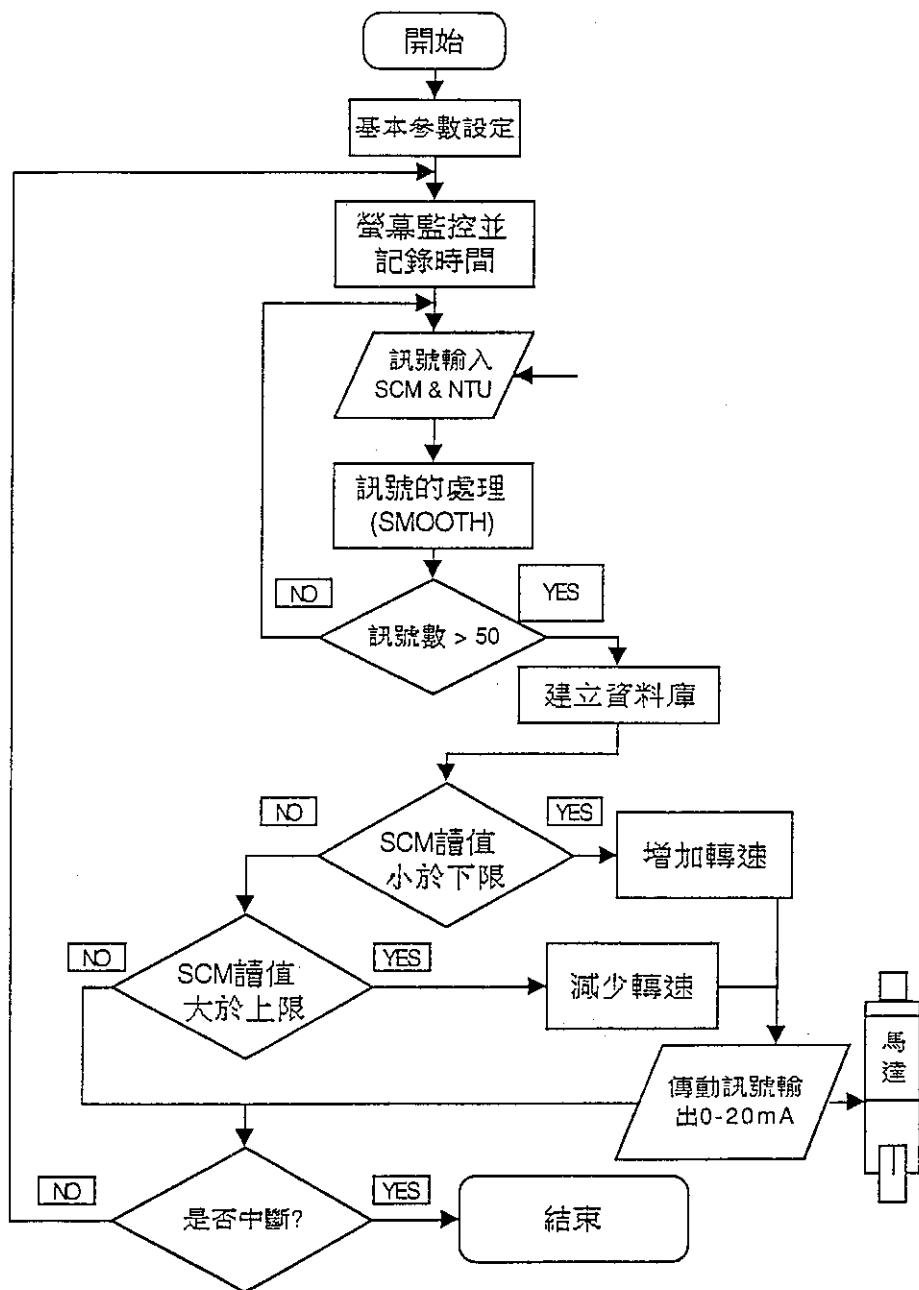 開始
基本參數設定
螢幕監控並
記錄時間
訊號輸入
SCM & NTU
訊號的處理
(SMOOTH)
NO
YES
訊號數 > 50
建立資料庫
NO
YES
SCM讀值
小於下限
增加轉速
NO
YES
SCM讀值
大於上限
減少轉速
馬
達
傳動訊號輸
出0-20mA
NO
YES
是否中斷?
結束